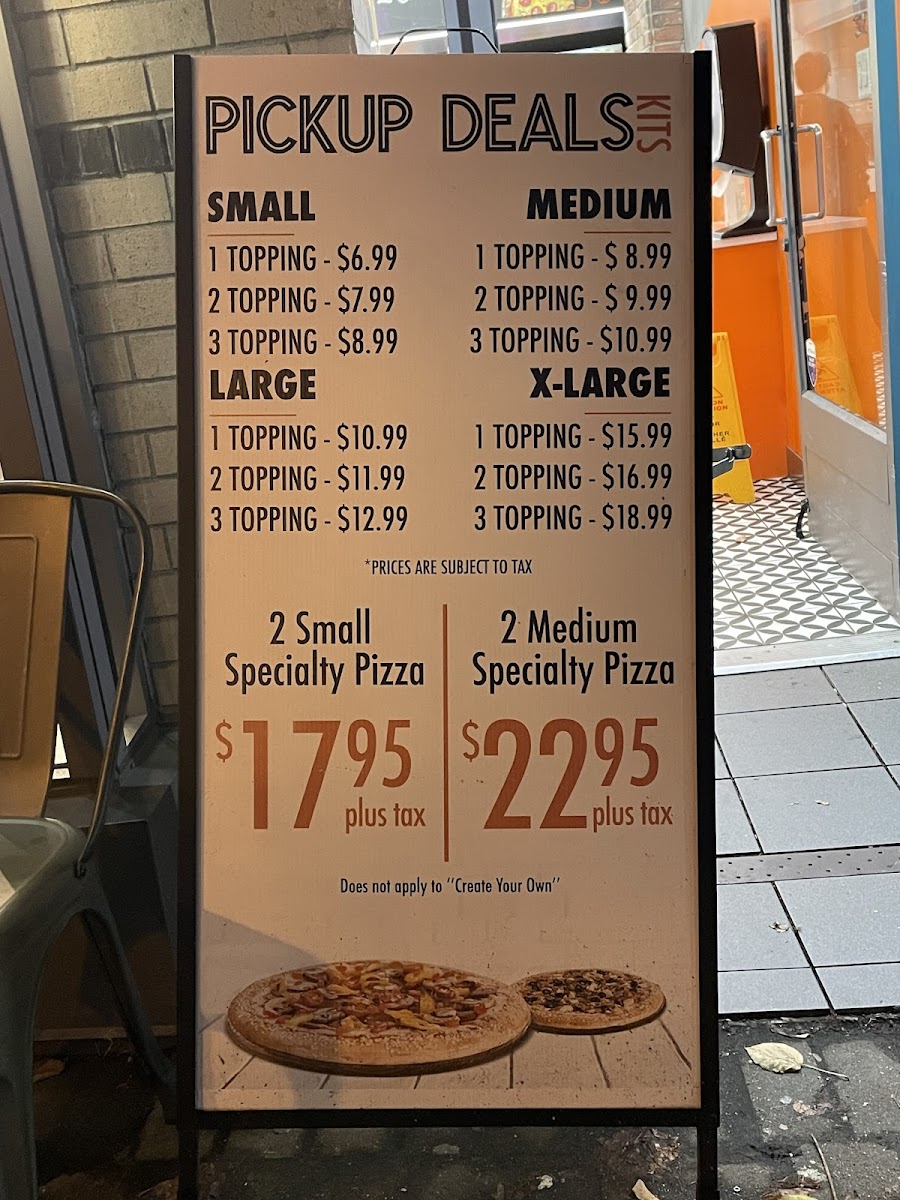 PICKUP DEALS KITS
SMALL
1 TOPPING - $6.99
2 TOPPING - $7.99
3 TOPPING - $8.99
MEDIUM
1 TOPPING - $ 8.99
2 TOPPING - $ 9.99
3 TOPPING - $10.99
LARGE
1 TOPPING - $10.99
2 TOPPING - $11.99
3 TOPPING - $12.99
X-LARGE
1 TOPPING - $15.99
2 TOPPING - $16.99
3 TOPPING - $18.99
*PRICES ARE SUBJECT TO TAX
2 Small
Specialty Pizza
$1795
plus tax
2 Medium
Specialty Pizza
$2295
plus tax
Does not apply to "Create Your Own"